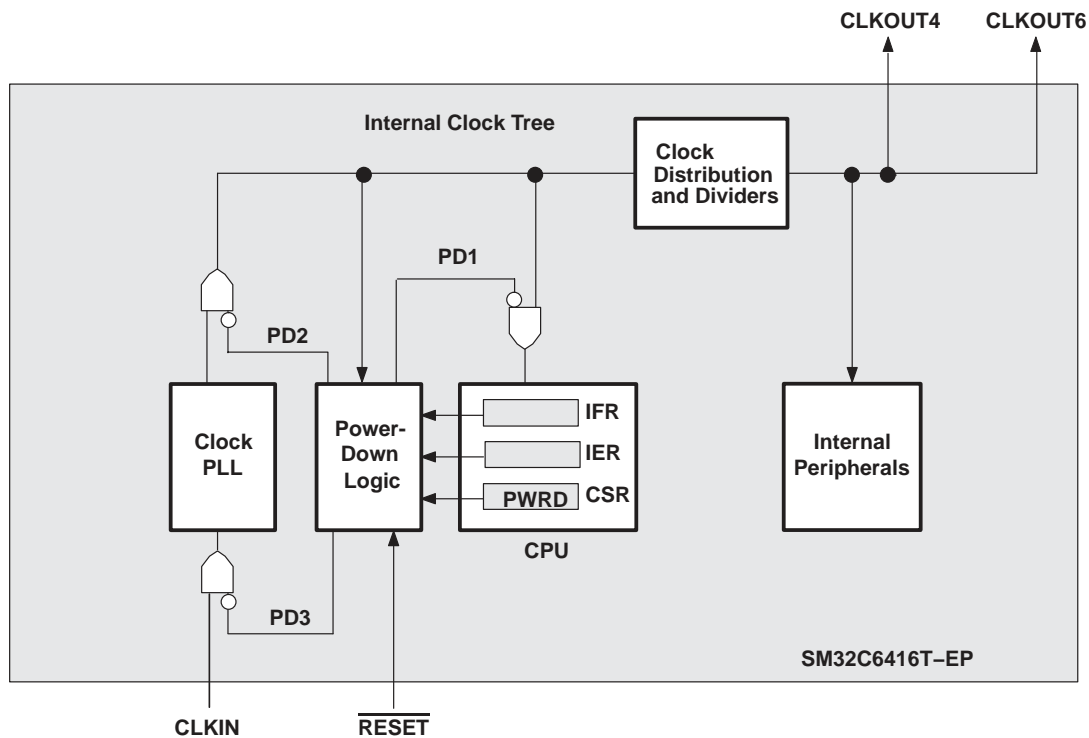 CLKOUT4 CLKOUT6
Internal Clock Tree
Clock
Distribution
and Dividers
PD1
PD2
Clock
PLL
Power-
Down
Logic
IFR
IER
PWRD CSR
CPU
Internal
Peripherals
PD3
SM32C6416T–EP
CLKIN
RESET